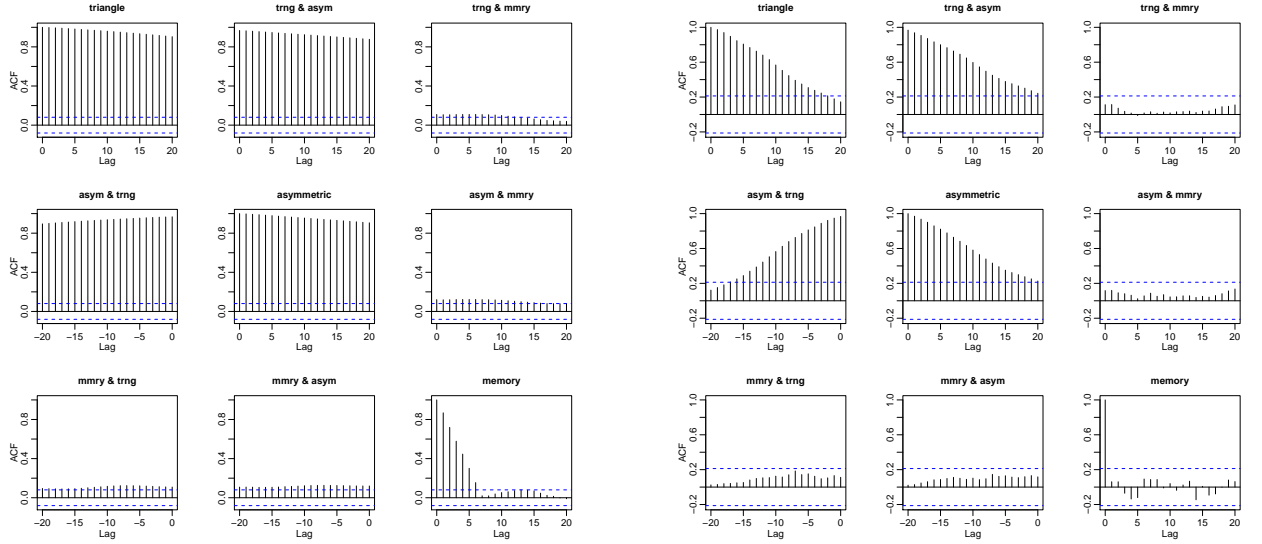 triangle
ACF
0.0 0.4 0.8
0 5 10 15 20
Lag
trng & asym
0.0 0.4 0.8
0 5 10 15 20
Lag
trng & mmry
0.0 0.4 0.8
0 5 10 15 20
Lag
asym & trng
ACF
0.0 0.4 0.8
−20 −15 −10 −5 0
Lag
asymmetric
0.0 0.4 0.8
0 5 10 15 20
Lag
asym & mmry
0.0 0.4 0.8
0 5 10 15 20
Lag
mmry & trng
ACF
0.0 0.4 0.8
−20 −15 −10 −5 0
Lag
mmry & asym
0.0 0.4 0.8
−20 −15 −10 −5 0
Lag
memory
0.0 0.4 0.8
0 5 10 15 20
Lag
triangle
ACF
−0.2 0.2 0.6 1.0
0 5 10 15 20
Lag
trng & asym
−0.2 0.2 0.6 1.0
0 5 10 15 20
Lag
trng & mmry
−0.2 0.2 0.6 1.0
0 5 10 15 20
Lag
asym & trng
ACF
−0.2 0.2 0.6 1.0
−20 −15 −10 −5 0
Lag
asymmetric
−0.2 0.2 0.6 1.0
0 5 10 15 20
Lag
asym & mmry
−0.2 0.2 0.6 1.0
0 5 10 15 20
Lag
mmry & trng
ACF
−0.2 0.2 0.6 1.0
−20 −15 −10 −5 0
Lag
mmry & asym
−0.2 0.2 0.6 1.0
−20 −15 −10 −5 0
Lag
memory
−0.2 0.2 0.6 1.0
0 5 10 15 20
Lag